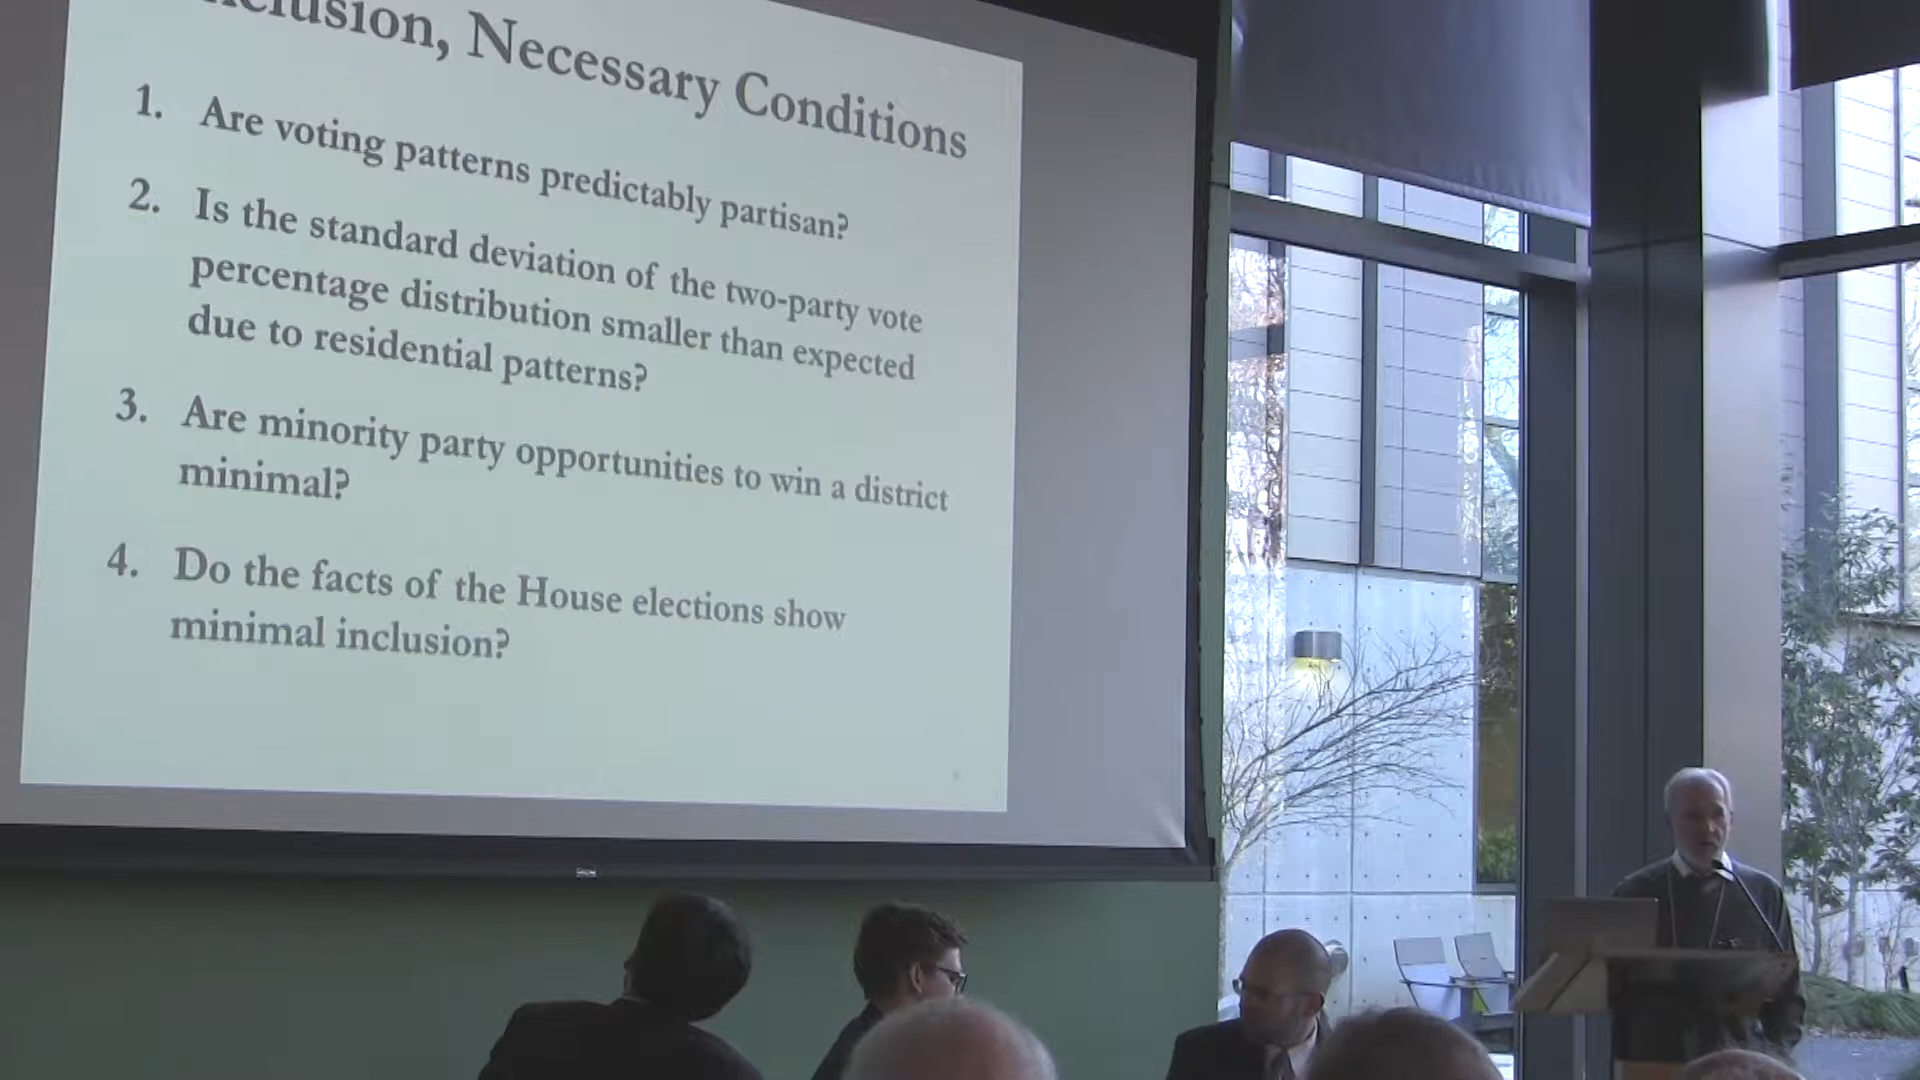 Necessary Conditions
1. Are voting patterns predictably partisan?
2. Is the standard deviation of the two-party vote
percentage distribution smaller than expected
due to residential patterns?
3. Are minority party opportunities to win a district
minimal?
4. Do the facts of the House elections show
minimal inclusion?